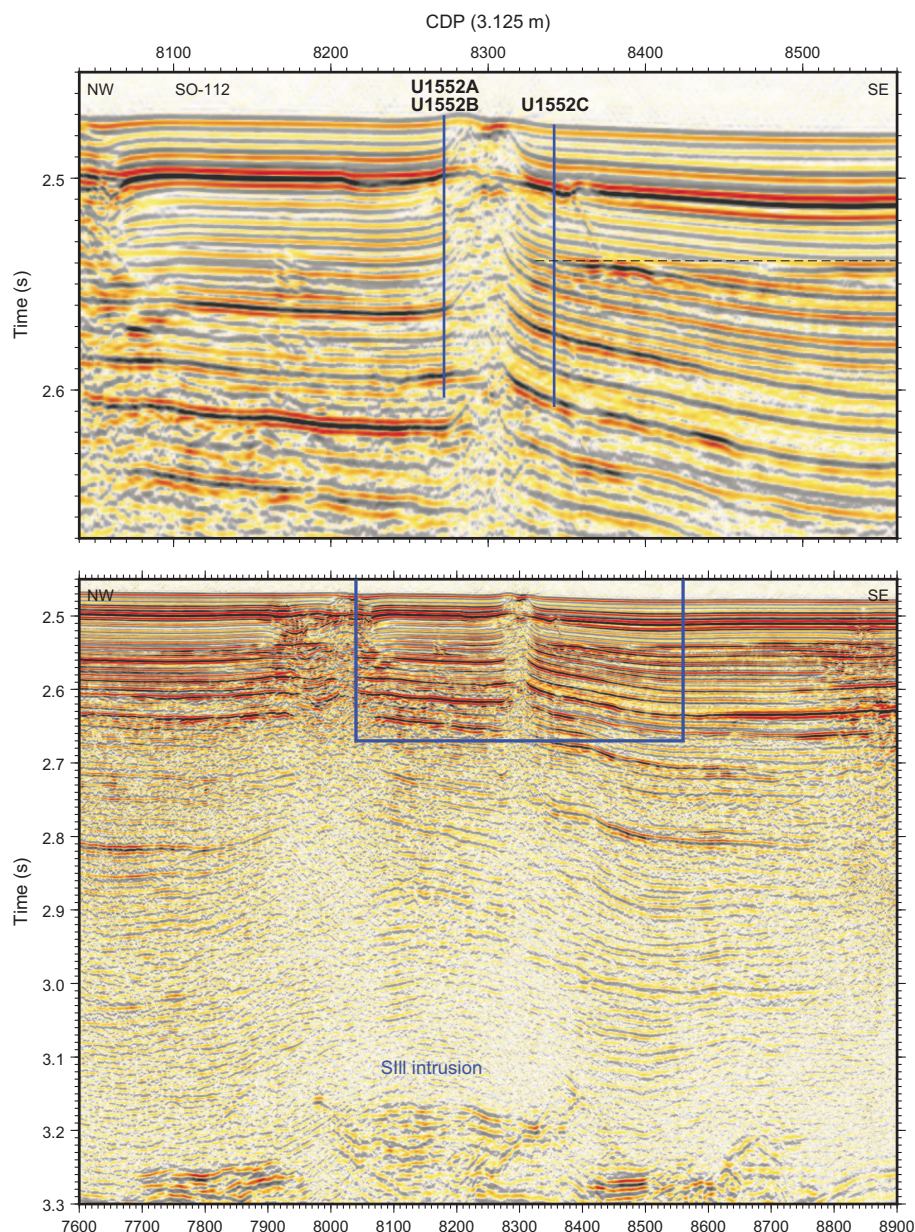 CDP (3.125 m)
8100 8200 8300 8400 8500
NW SO-112 U1552A SE
U1552B U1552C
Time (s)
2.5
2.6
NW SE
2.5
2.6
2.7
2.8
Time (s)
2.9
3.0
3.1
SIll intrusion
3.2
3.3
7600 7700 7800 7900 8000 8100 8200 8300 8400 8500 8600 8700 8800 8900